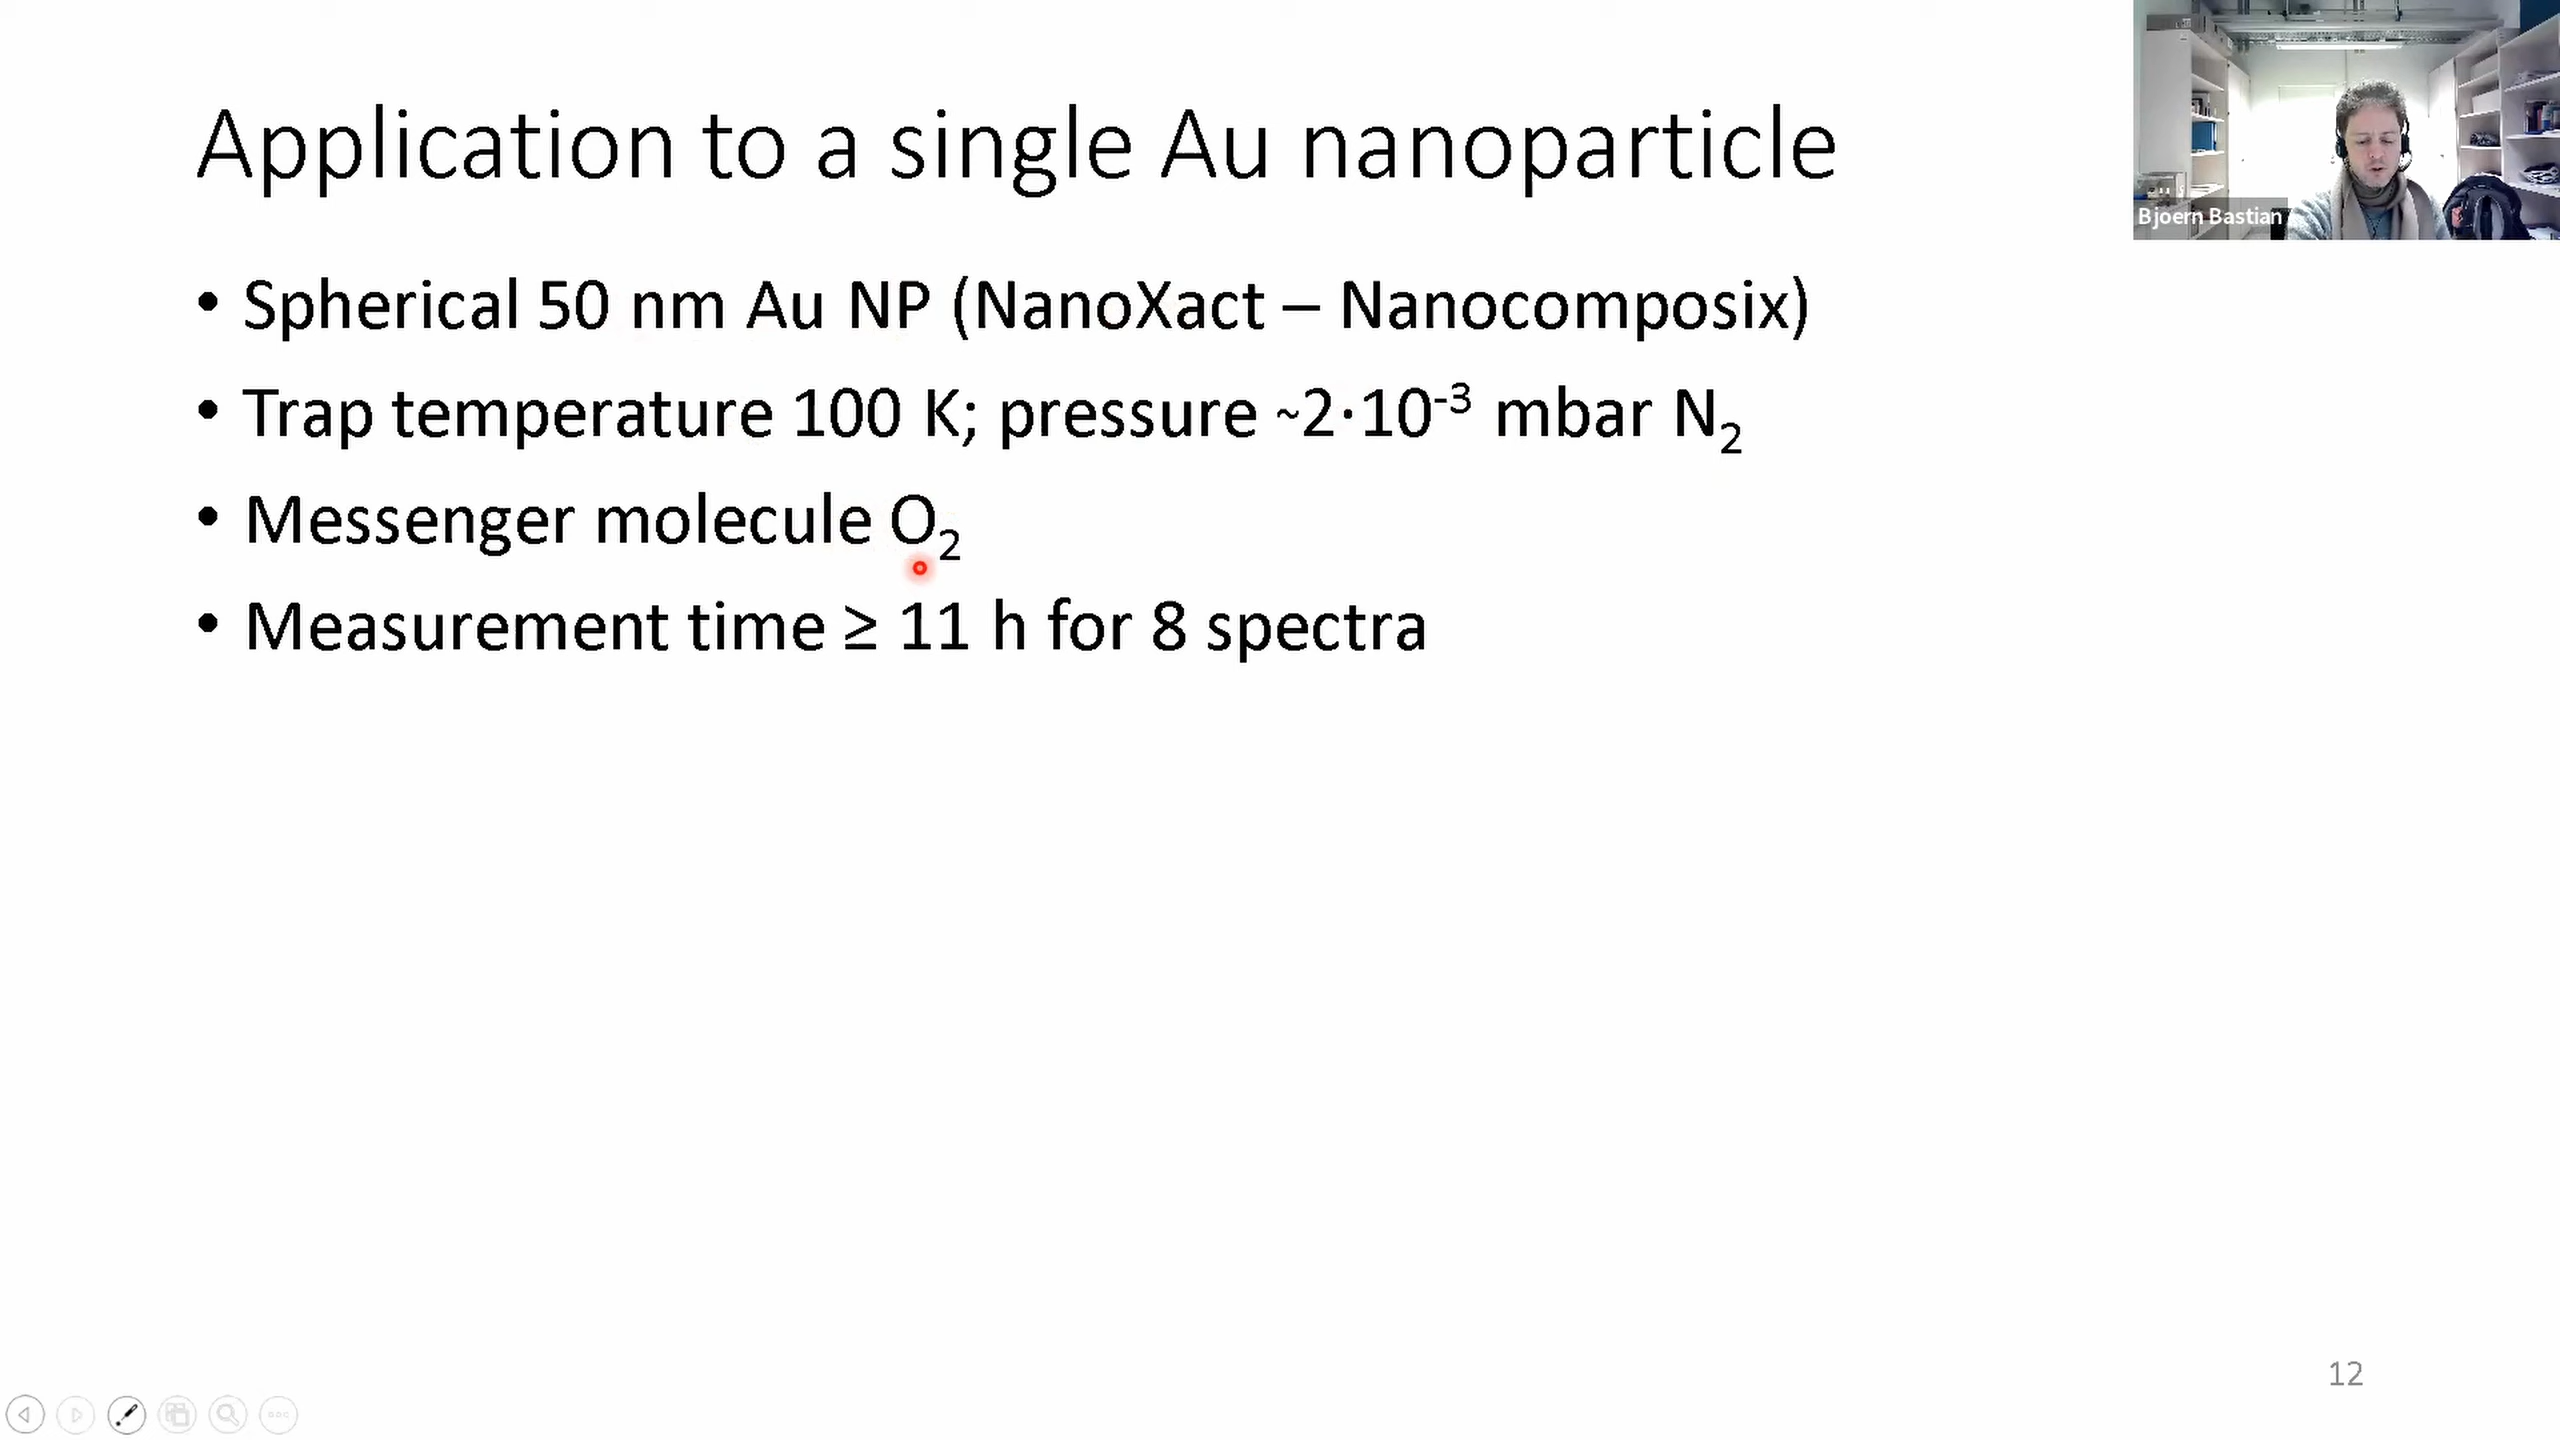 Application to a single Au nanoparticle
Bjoern Bastian
• Spherical 50 nm Au NP (NanoXact – Nanocomposix)
• Trap temperature 100 K; pressure ~2·10⁻³ mbar N₂
• Messenger molecule O₂
• Measurement time ≥ 11 h for 8 spectra
12